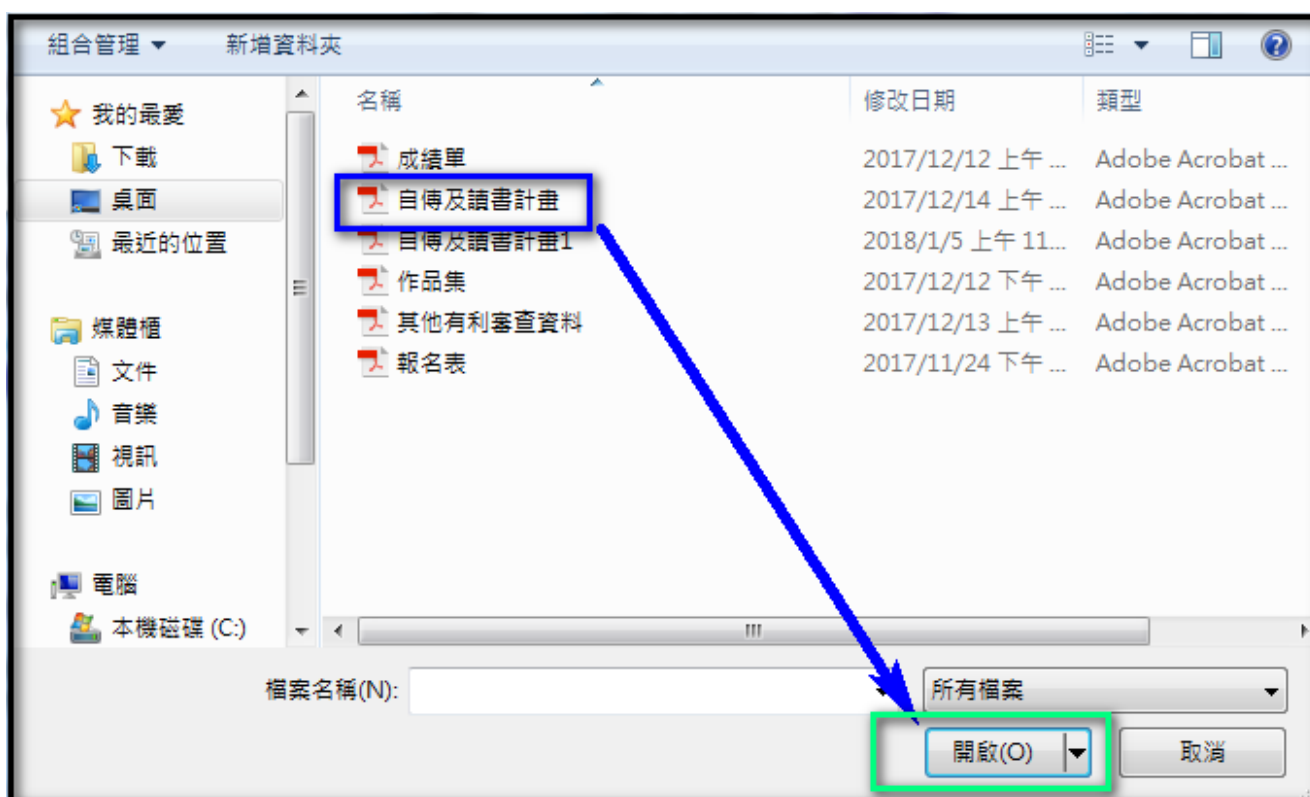 組合管理 新增資料夾
我的最愛
下載
桌面
最近的位置
媒體櫃
文件
音樂
視訊
圖片
電腦
本機磁碟 (C:)
名稱 修改日期 類型
成績單 2017/12/12 上午 ... Adobe Acrobat ...
自傳及讀書計畫 2017/12/14 上午 ... Adobe Acrobat ...
自傳及讀書計畫1 2018/1/5 上午 11... Adobe Acrobat ...
作品集 2017/12/12 下午 ... Adobe Acrobat ...
其他有利審查資料 2017/12/13 上午 ... Adobe Acrobat ...
報名表 2017/11/24 下午 ... Adobe Acrobat ...
檔案名稱(N): 所有檔案
開啟(O) 取消